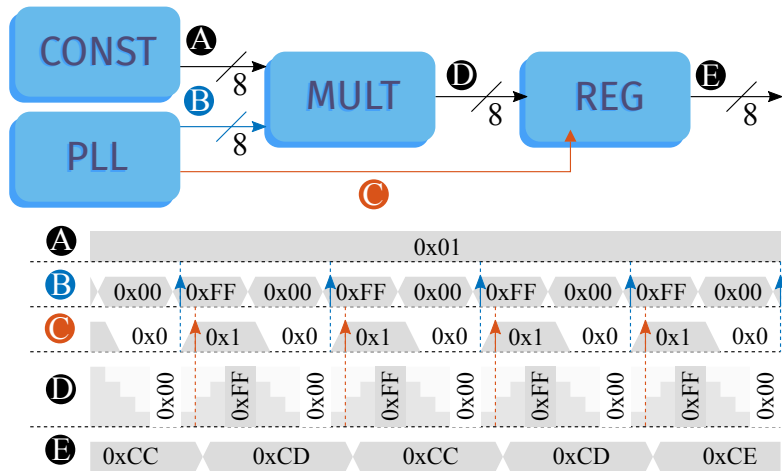 CONST A 8
B 8
PLL
MULT D 8
REG E 8
C
A 0x01
B 0x00 0xFF 0x00 0xFF 0x00 0xFF 0x00 0xFF 0x00
C 0x0 0x1 0x0 0x1 0x0 0x1 0x0 0x1 0x0
D 0x00 0xFF 0x00 0xFF 0x00 0xFF 0x00 0xFF 0x00
E 0xCC 0xCD 0xCC 0xCD 0xCE